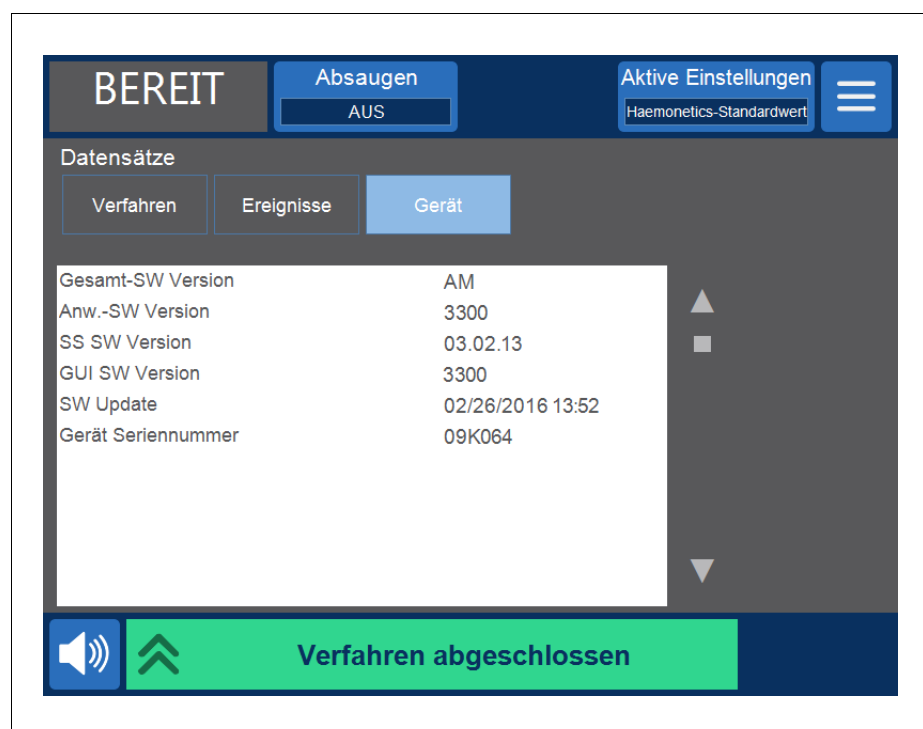 BEREIT
Absaugen
AUS
Aktive Einstellungen
Haemonetics-Standardwert
Datensätze
Verfahren Ereignisse Gerät
Gesamt-SW Version AM
Anw.-SW Version 3300
SS SW Version 03.02.13
GUI SW Version 3300
SW Update 02/26/2016 13:52
Gerät Seriennummer 09K064
Verfahren abgeschlossen